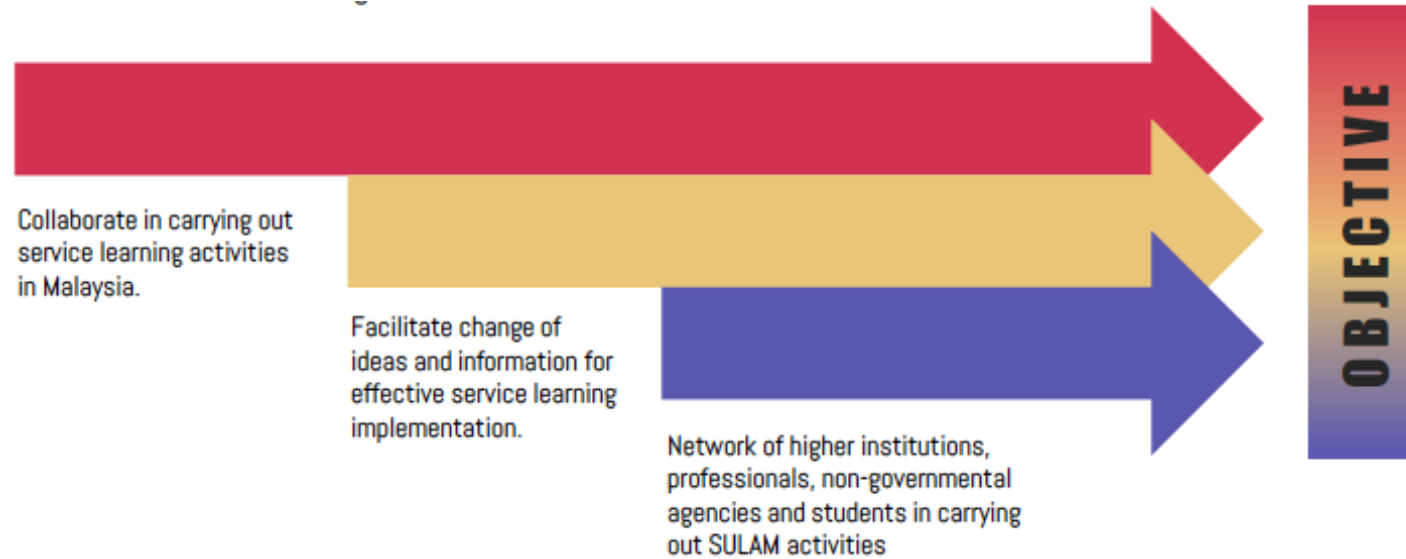 Collaborate in carrying out
service learning activities
in Malaysia.
Facilitate change of
ideas and information for
effective service learning
implementation.
Network of higher institutions,
professionals, non-governmental
agencies and students in carrying
out SULAM activities
OBJECTIVE